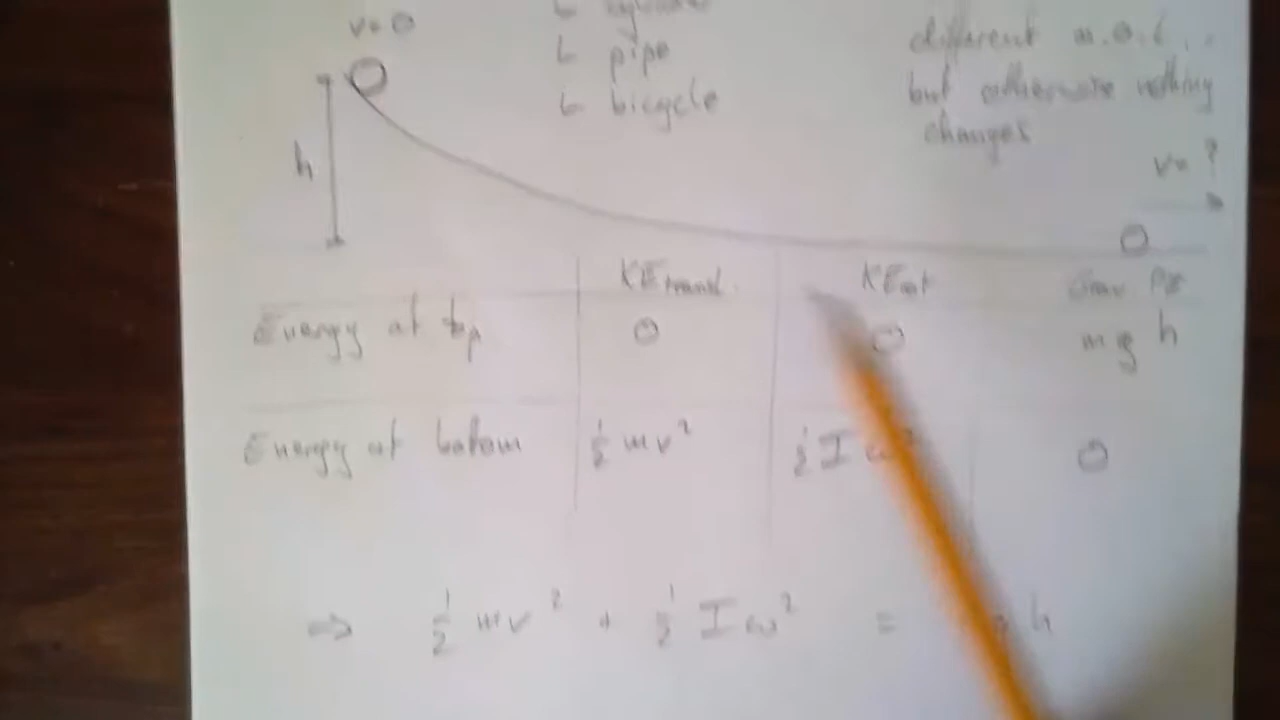 v=0
↳ pipe
↳ bicycle
different m.o.i.
but otherwise nothing
changes
v=?
h
KEtransl.
KErot
Grav PE
Energy at top
0
0
mgh
Energy at bottom
½mv²
½Iω²
0
⇒ ½mv² + ½Iω² = h